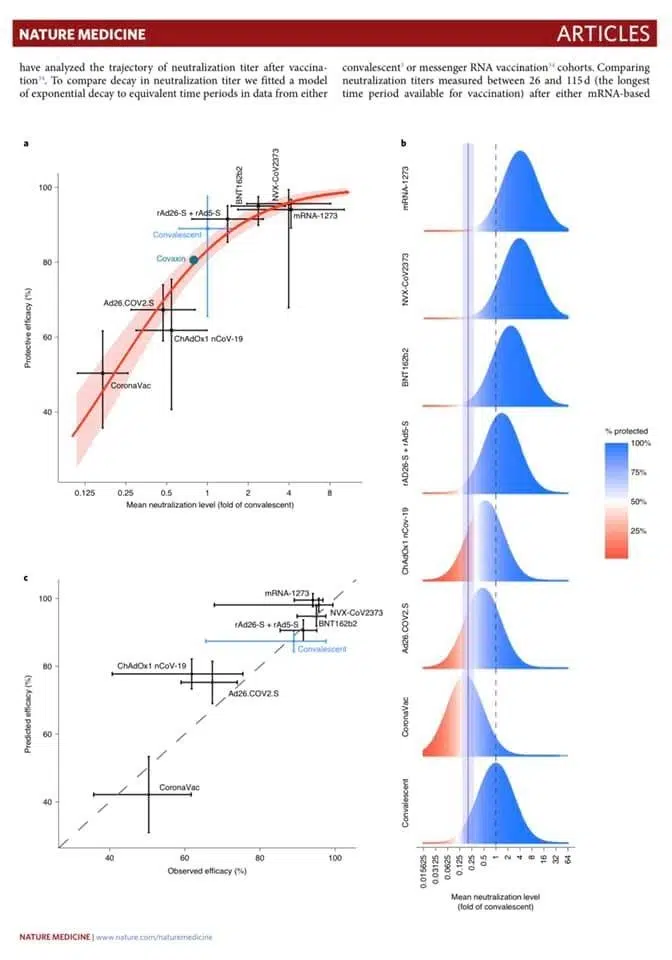 NATURE MEDICINE
ARTICLES
have analyzed the trajectory of neutralization titer after vaccina-
tion. To compare decay in neutralization titer we fitted a model
of exponential decay to equivalent time periods in data from either
convalescent or messenger RNA vaccination cohorts. Comparing
neutralization titers measured between 26 and 115 d (the longest
time period available for vaccination) after either mRNA-based
a
100
80
60
40
Protective efficacy (%)
BNT162b2
NVX-CoV2373
rAd26-S + rAd5-S
mRNA-1273
Convalescent
Covaxin
Ad26.COV2.S
ChAdOx1 nCoV-19
CoronaVac
0.125
0.25
0.5
1
2
4
8
Mean neutralization level (fold of convalescent)
b
mRNA-1273
NVX-CoV2373
BNT162b2
rAD26-S + rAd5-S
ChAdOx1 nCov-19
Ad26.COV2.S
CoronaVac
Convalescent
% protected
100%
75%
50%
25%
0.015625
0.03125
0.0625
0.125
0.25
0.5
1
2
4
8
16
32
64
Mean neutralization level
(fold of convalescent)
c
100
80
60
40
Predicted efficacy (%)
mRNA-1273
NVX-CoV2373
rAd26-S + rAd5-S
BNT162b2
Convalescent
ChAdOx1 nCoV-19
Ad26.COV2.S
CoronaVac
40
60
80
100
Observed efficacy (%)
NATURE MEDICINE | www.nature.com/naturemedicine